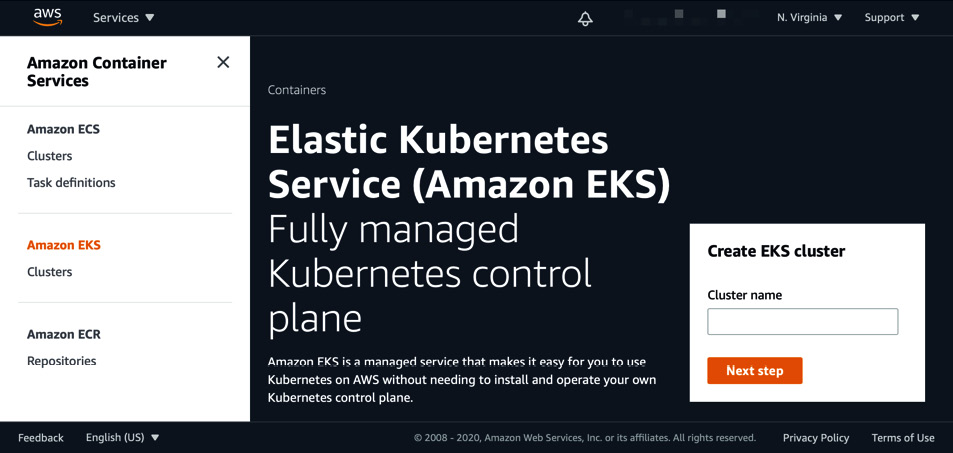 aws
Services
N. Virginia
Support
Amazon Container
Services
Amazon ECS
Clusters
Task definitions
Amazon EKS
Clusters
Amazon ECR
Repositories
Containers
Elastic Kubernetes
Service (Amazon EKS)
Fully managed
Kubernetes control
plane
Amazon EKS is a managed service that makes it easy for you to use
Kubernetes on AWS without needing to install and operate your own
Kubernetes control plane.
Create EKS cluster
Cluster name
Next step
Feedback
English (US)
© 2008 - 2020, Amazon Web Services, Inc. or its affiliates. All rights reserved.
Privacy Policy
Terms of Use